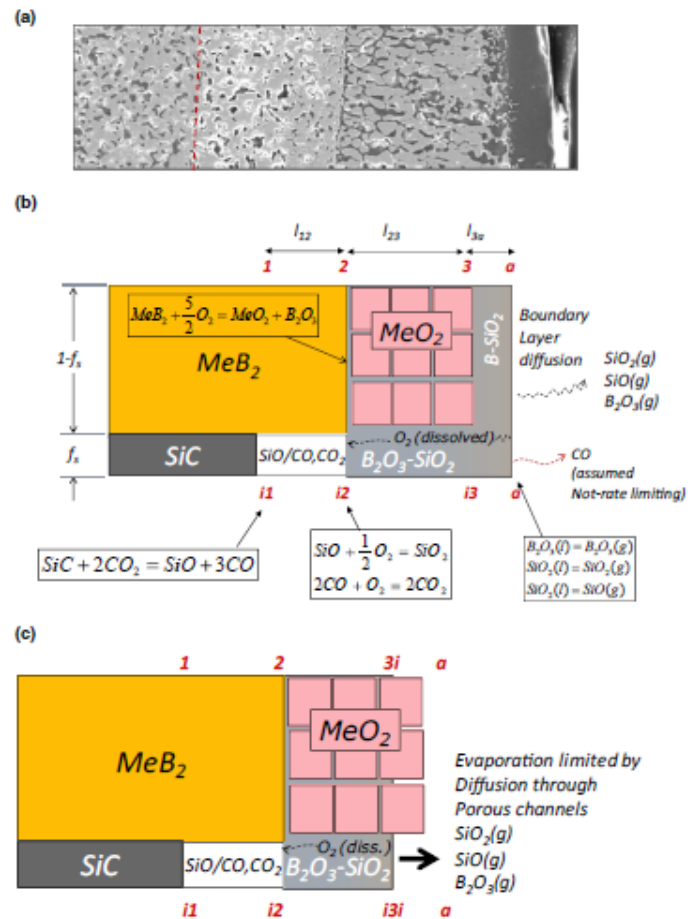 (a)
(b)
l₁₂ l₂₃ l₃ₐ
1 2 3 a
MeB₂ + 5/2 O₂ = MeO₂ + B₂O₃
MeO₂
B-SiO₂
Boundary
Layer
diffusion
SiO₂(g)
SiO(g)
B₂O₃(g)
1-fₛ
MeB₂
O₂ (dissolved)
fₛ
SiC
SiO/CO,CO₂
B₂O₃-SiO₂
CO
(assumed
Not-rate limiting)
i1 i2 i3 a
SiC + 2CO₂ = SiO + 3CO
SiO + 1/2 O₂ = SiO₂
2CO + O₂ = 2CO₂
B₂O₃(l) = B₂O₃(g)
SiO₂(l) = SiO₂(g)
SiO₂(l) = SiO(g)
(c)
1 2 3i a
MeO₂
MeB₂
Evaporation limited by
Diffusion through
Porous channels
SiO₂(g)
SiO(g)
B₂O₃(g)
O₂ (diss.)
SiC
SiO/CO,CO₂
B₂O₃-SiO₂
i1 i2 i3i a